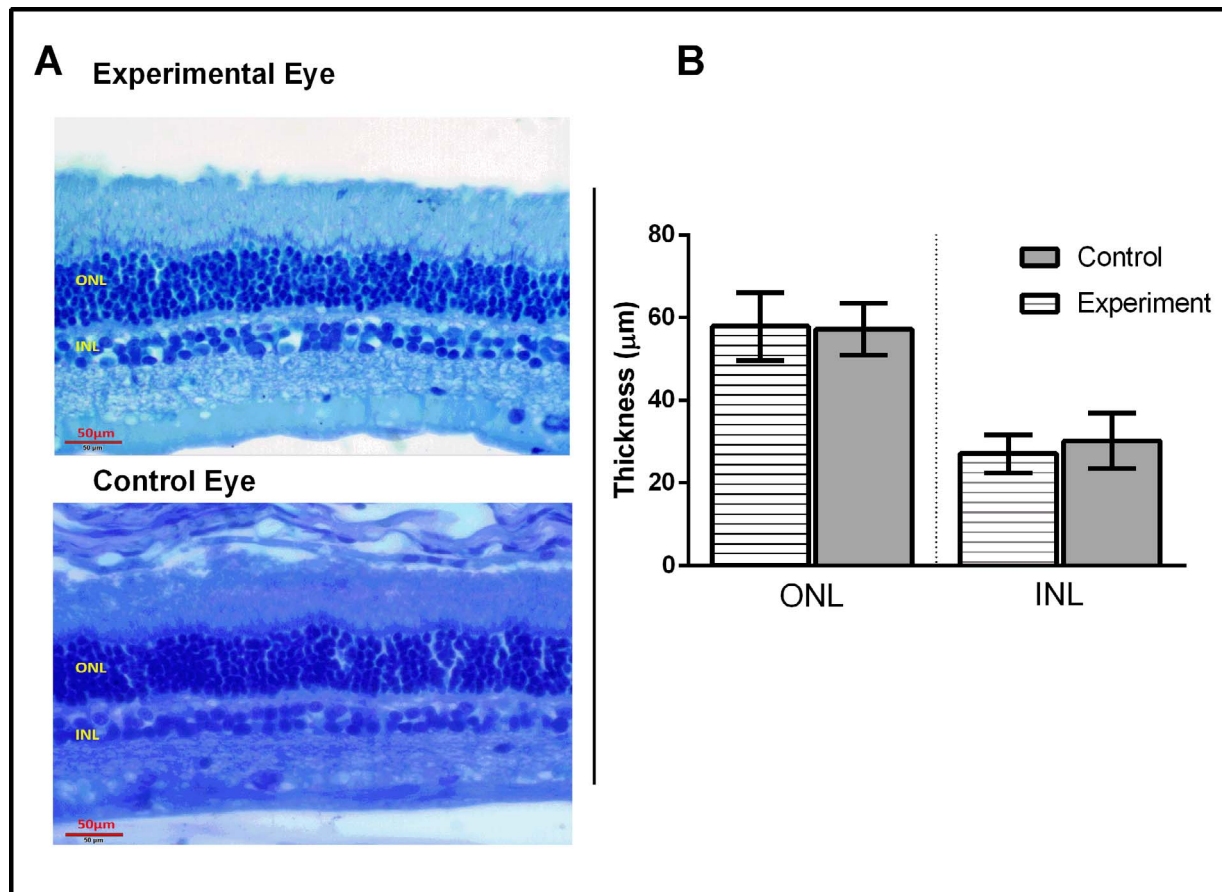 A
Experimental Eye
ONL
INL
50μm
50 μm
Control Eye
ONL
INL
50μm
50 μm
B
Thickness (μm)
80
60
40
20
0
Control
Experiment
ONL
INL